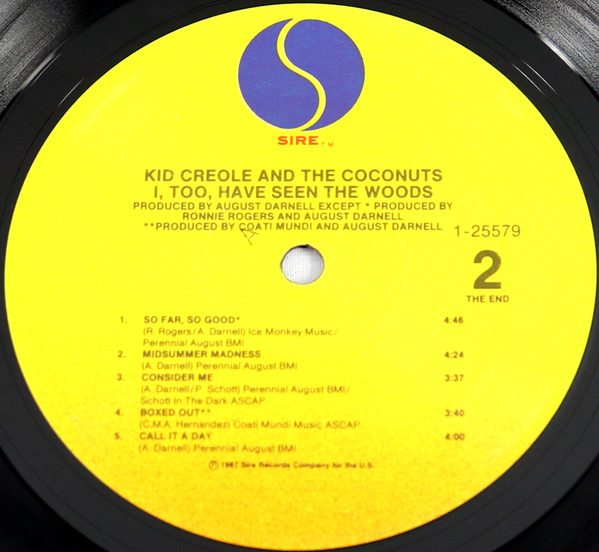 SIRE TM
KID CREOLE AND THE COCONUTS
I, TOO, HAVE SEEN THE WOODS
PRODUCED BY AUGUST DARNELL EXCEPT * PRODUCED BY
RONNIE ROGERS AND AUGUST DARNELL
**PRODUCED BY COATI MUNDI AND AUGUST DARNELL
1-25579
2
THE END
1. SO FAR, SO GOOD* 4:46
(R. Rogers/A. Darnell) Ice Monkey Music/
Perennial August BMI
2. MIDSUMMER MADNESS 4:24
(A. Darnell) Perennial August BMI
3. CONSIDER ME 3:37
(A. Darnell/P. Schott) Perennial August BMI/
Schott In The Dark ASCAP
4. BOXED OUT** 3:40
(C.M.A. Hernandez) Coati Mundi Music ASCAP
5. CALL IT A DAY 4:00
(A. Darnell) Perennial August BMI
℗ 1987 Sire Records Company for the U.S.